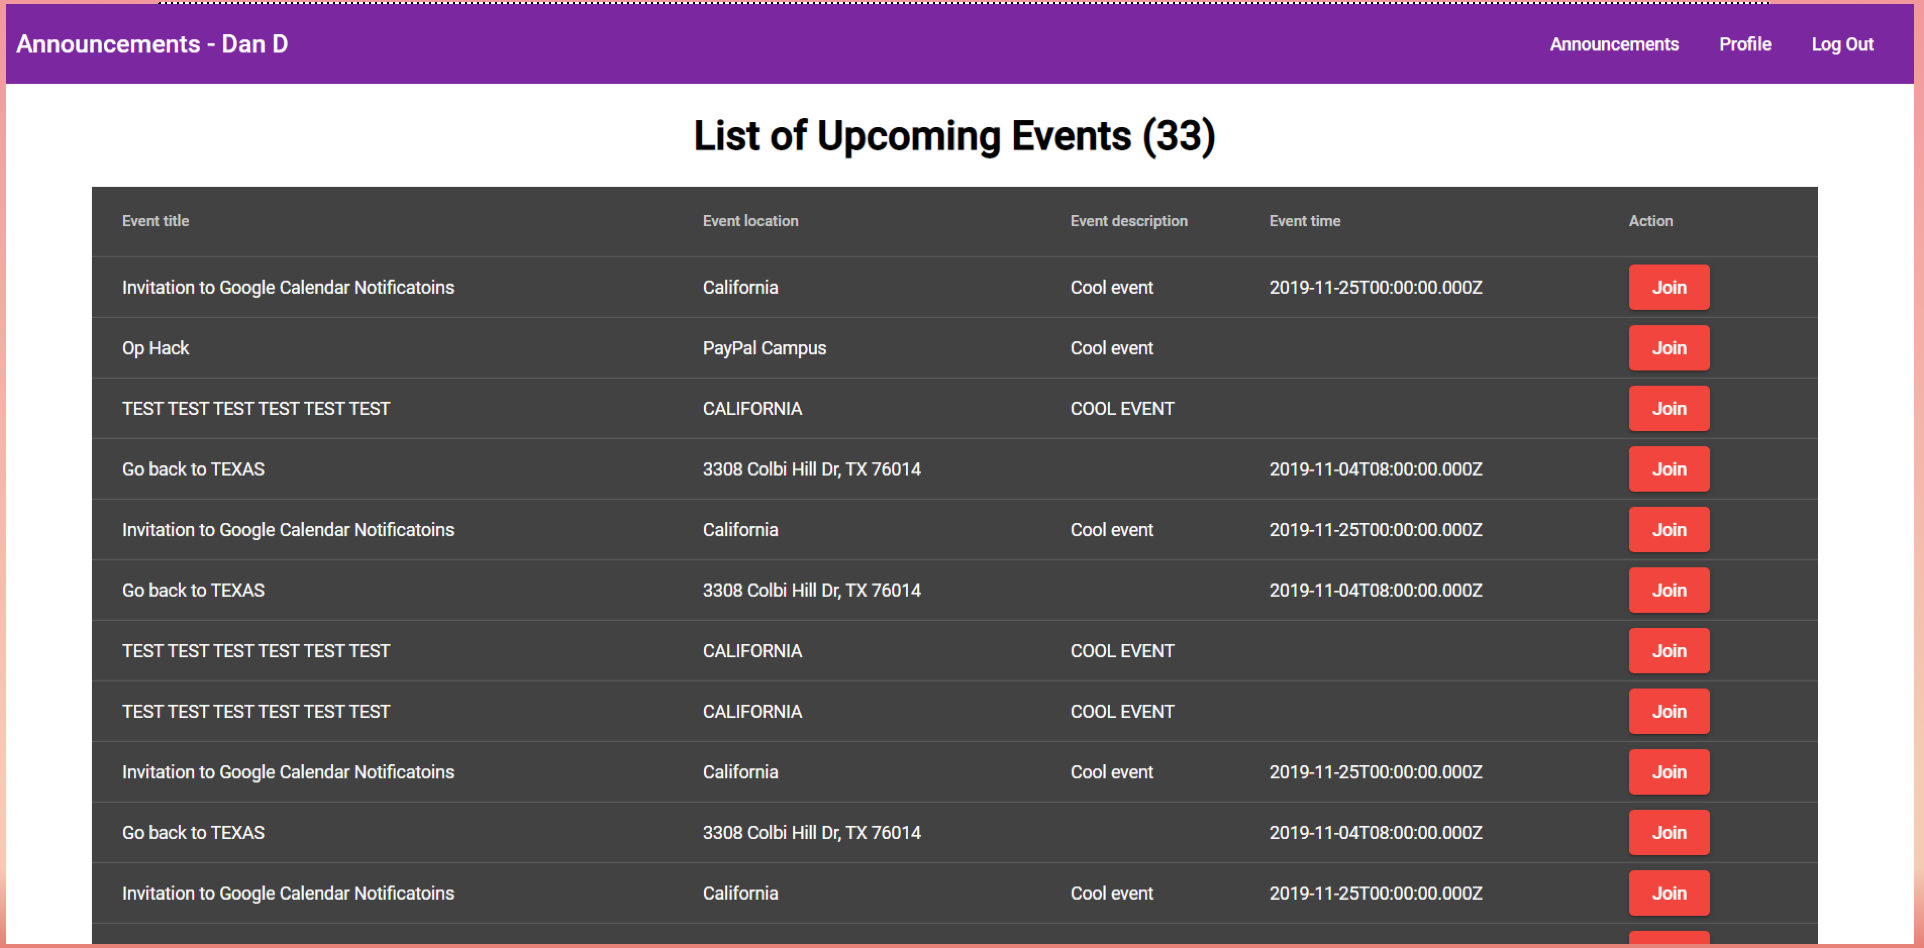 Announcements - Dan D Announcements Profile Log Out
List of Upcoming Events (33)
Event title Event location Event description Event time Action
Invitation to Google Calendar Notificatoins California Cool event 2019-11-25T00:00:00.000Z Join
Op Hack PayPal Campus Cool event Join
TEST TEST TEST TEST TEST TEST CALIFORNIA COOL EVENT Join
Go back to TEXAS 3308 Colbi Hill Dr, TX 76014 2019-11-04T08:00:00.000Z Join
Invitation to Google Calendar Notificatoins California Cool event 2019-11-25T00:00:00.000Z Join
Go back to TEXAS 3308 Colbi Hill Dr, TX 76014 2019-11-04T08:00:00.000Z Join
TEST TEST TEST TEST TEST TEST CALIFORNIA COOL EVENT Join
TEST TEST TEST TEST TEST TEST CALIFORNIA COOL EVENT Join
Invitation to Google Calendar Notificatoins California Cool event 2019-11-25T00:00:00.000Z Join
Go back to TEXAS 3308 Colbi Hill Dr, TX 76014 2019-11-04T08:00:00.000Z Join
Invitation to Google Calendar Notificatoins California Cool event 2019-11-25T00:00:00.000Z Join